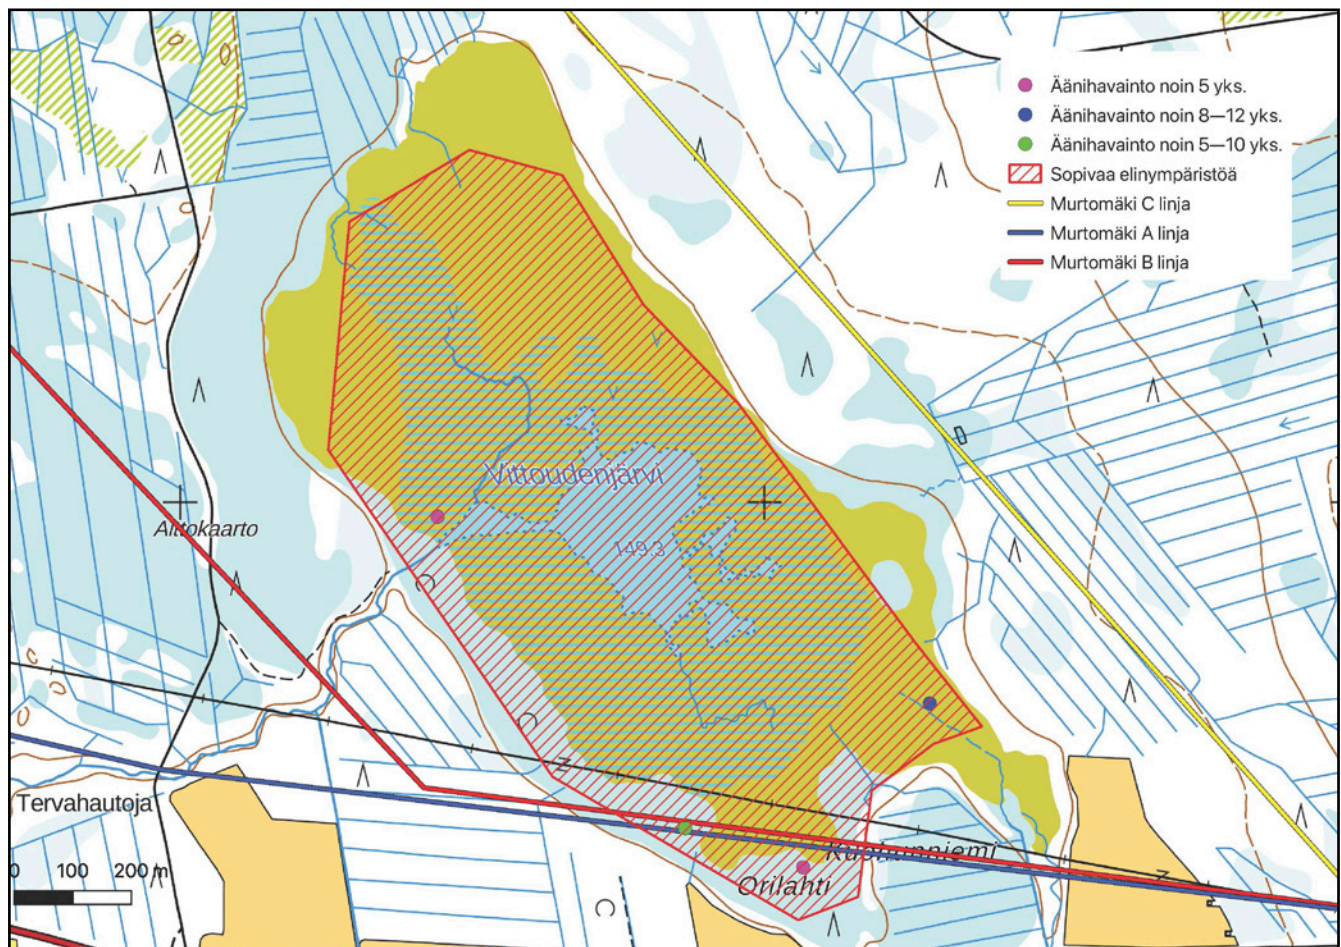 Äänihavainto noin 5 yks.
Äänihavainto noin 8—12 yks.
Äänihavainto noin 5—10 yks.
Sopivaa elinympäristöä
Murtomäki C linja
Murtomäki A linja
Murtomäki B linja
Vittoudenjärvi
149.3
Aittokaarto
Tervahautoja
Orilahti
0 100 200 m